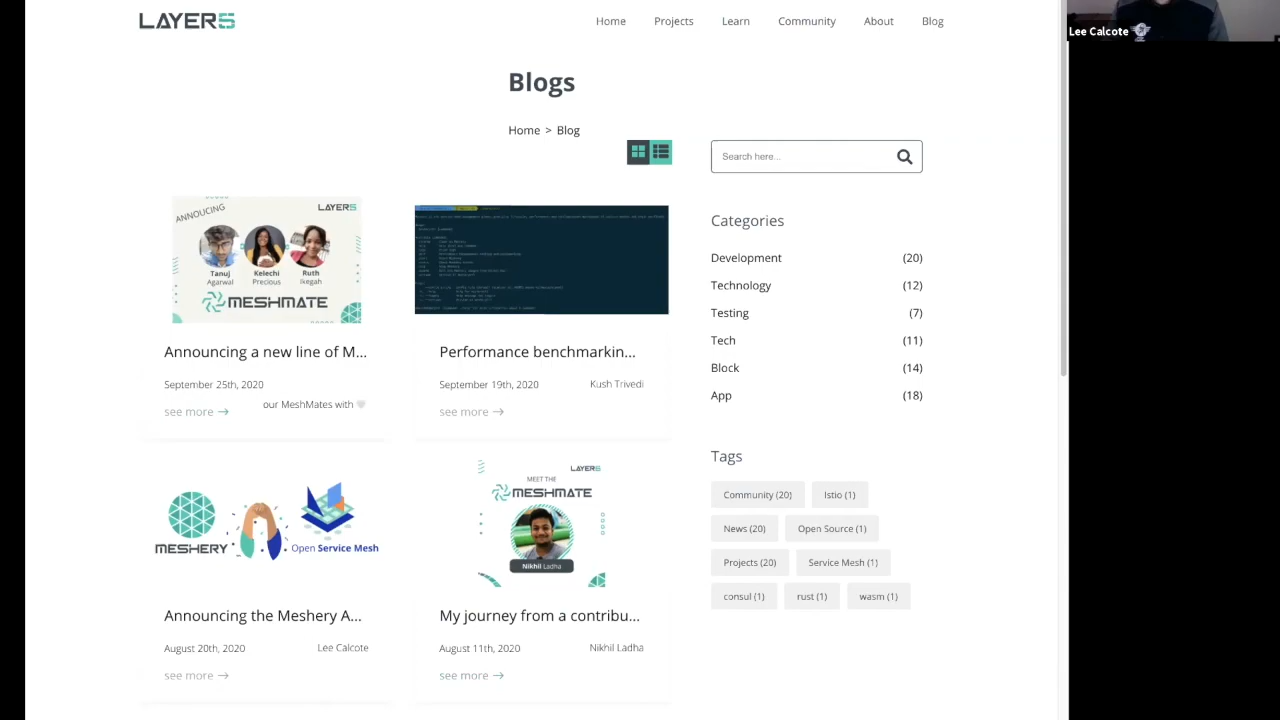 LAYER5
Home Projects Learn Community About Blog
Lee Calcote
Blogs
Home > Blog
Search here...
ANNOUCING
LAYER5
Tanuj
Agarwal
Kelechi
Precious
Ruth
Ikegah
MESHMATE
Announcing a new line of M...
September 25th, 2020
our MeshMates with
see more →
Performance benchmarkin...
September 19th, 2020 Kush Trivedi
see more →
MESHERY
Open Service Mesh
Announcing the Meshery A...
August 20th, 2020 Lee Calcote
see more →
LAYER5
MEET THE
MESHMATE
Nikhil Ladha
My journey from a contribu...
August 11th, 2020 Nikhil Ladha
see more →
Categories
Development (20)
Technology (12)
Testing (7)
Tech (11)
Block (14)
App (18)
Tags
Community (20) Istio (1)
News (20) Open Source (1)
Projects (20) Service Mesh (1)
consul (1) rust (1) wasm (1)